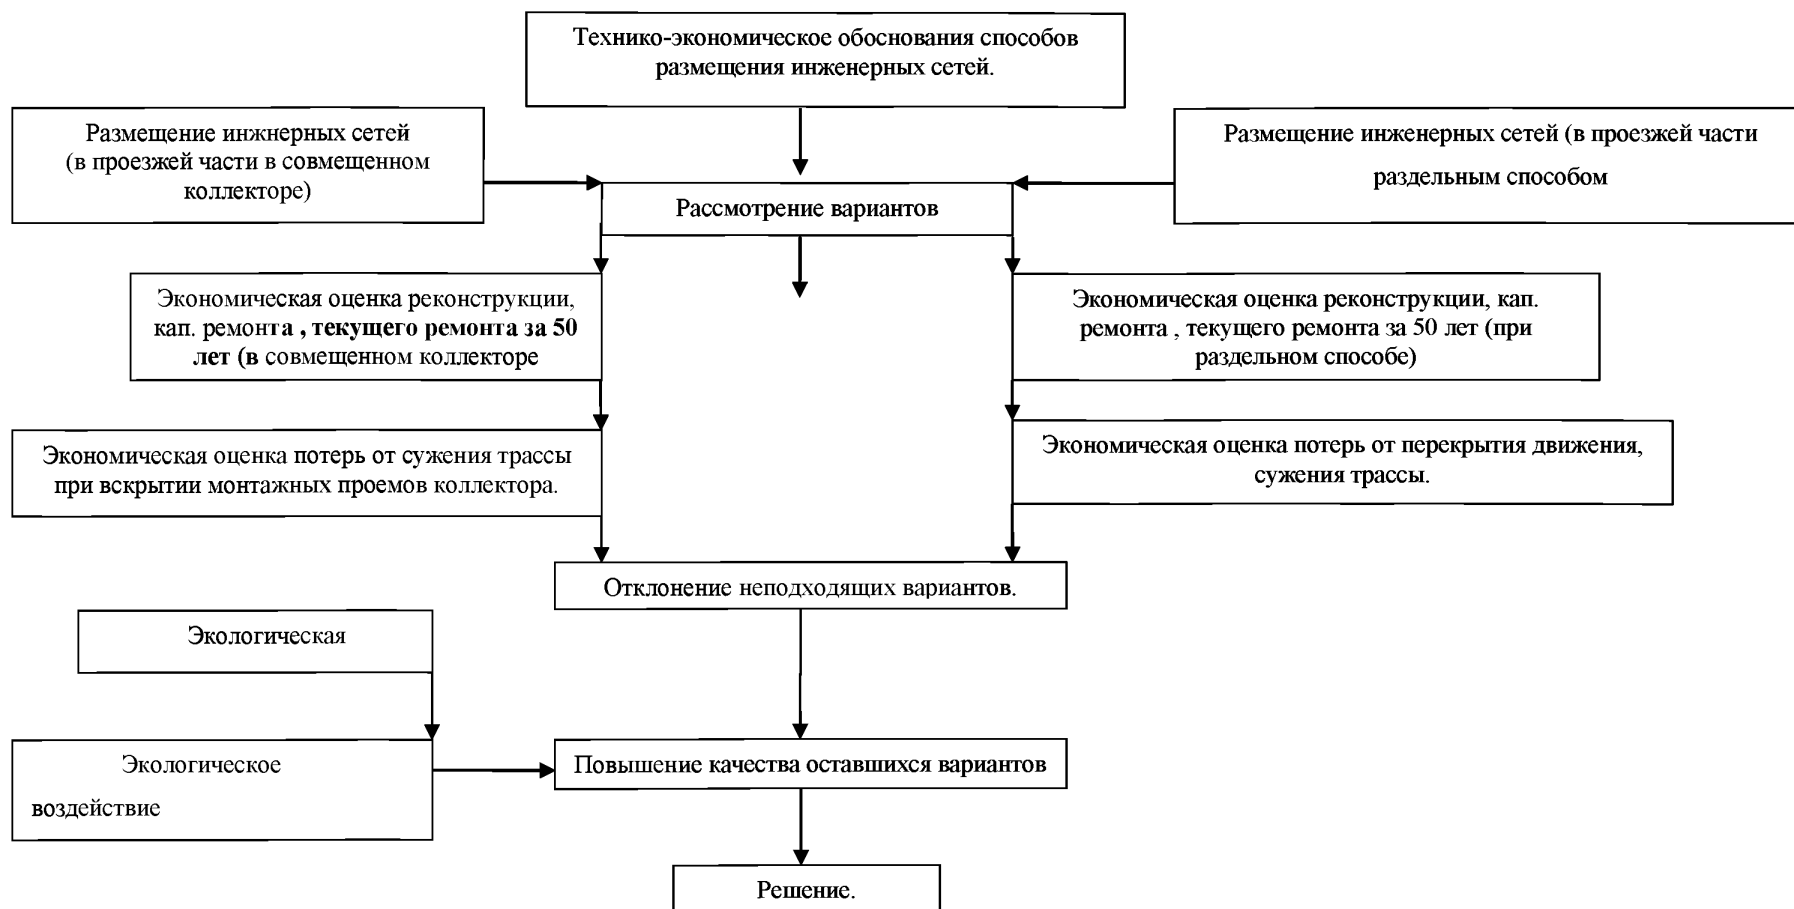 Технико-экономическое обоснования способов
размещения инженерных сетей.
Размещение инжнерных сетей
(в проезжей части в совмещенном
коллекторе)
Размещение инженерных сетей (в проезжей части
раздельным способом
Рассмотрение вариантов
Экономическая оценка реконструкции,
кап. ремонта , текущего ремонта за 50
лет (в совмещенном коллекторе
Экономическая оценка реконструкции, кап.
ремонта , текущего ремонта за 50 лет (при
раздельном способе)
Экономическая оценка потерь от сужения трассы
при вскрытии монтажных проемов коллектора.
Экономическая оценка потерь от перекрытия движения,
сужения трассы.
Отклонение неподходящих вариантов.
Экологическая
Экологическое
воздействие
Повышение качества оставшихся вариантов
Решение.